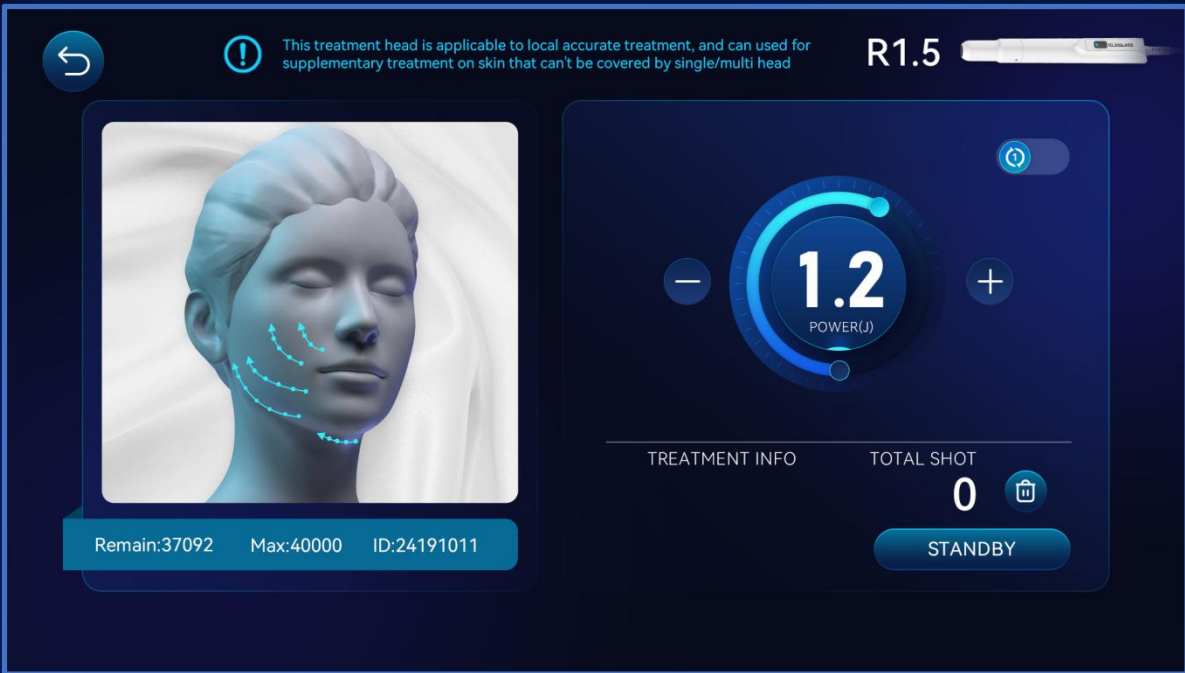 This treatment head is applicable to local accurate treatment, and can used for
supplementary treatment on skin that can't be covered by single/multi head
R1.5
1
1.2
POWER(J)
TREATMENT INFO
TOTAL SHOT
0
STANDBY
Remain:37092 Max:40000 ID:24191011